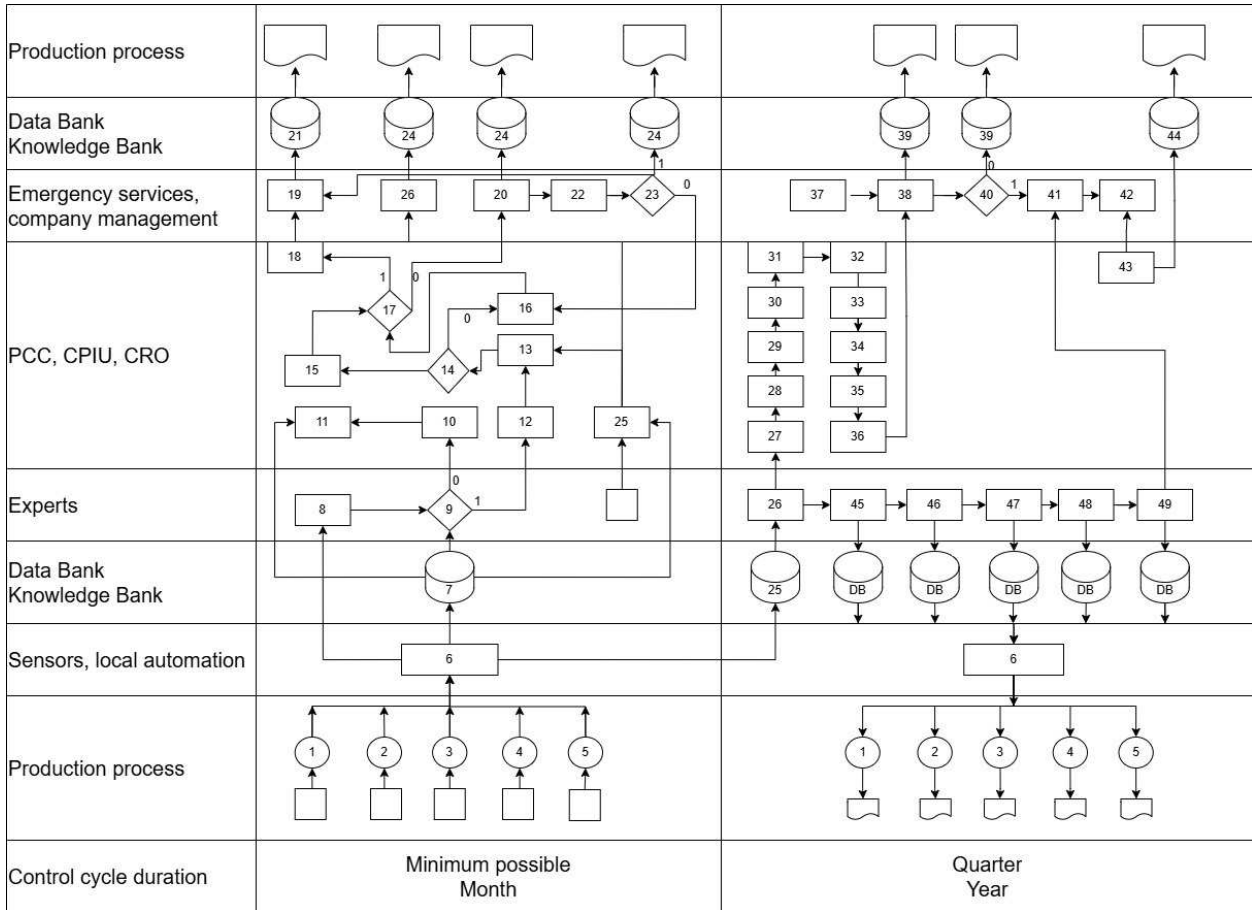 Production process
Data Bank
Knowledge Bank
21 24 24 24 39 39 44
Emergency services,
company management
19 26 20 22 23 1 0 37 38 40 0 1 41 42
PCC, CPIU, CRO
18 1 0 31 32 43
17 16 30 33
0
15 14 13 29 34
28 35
11 10 12 25 27 36
Experts
8 0 9 1 26 45 46 47 48 49
Data Bank
Knowledge Bank
7 25 DB DB DB DB DB
Sensors, local automation
6 6
Production process
1 2 3 4 5 1 2 3 4 5
Control cycle duration
Minimum possible
Month
Quarter
Year